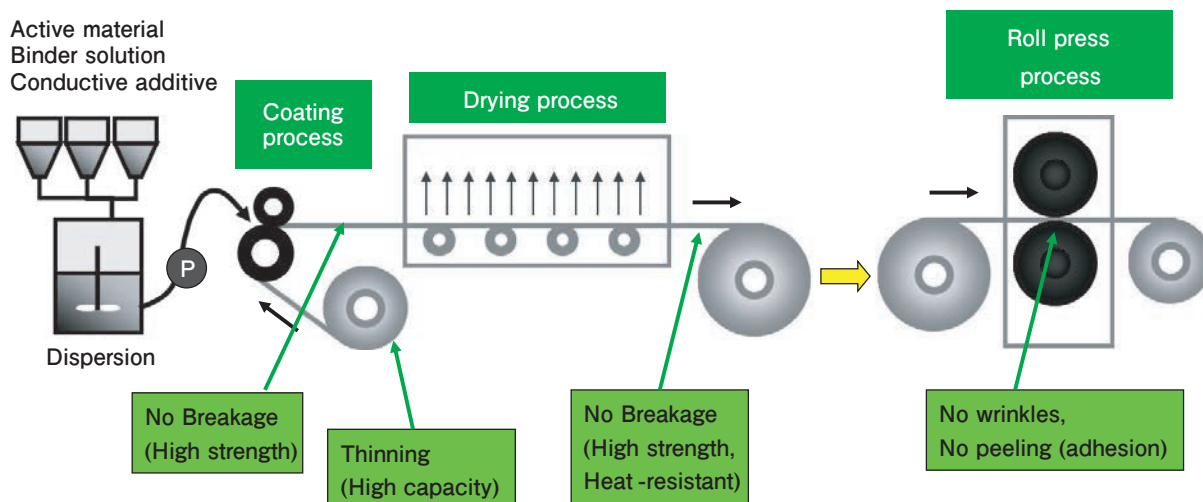 Active material
Binder solution
Conductive additive
Coating
process
Drying process
Roll press
process
P
Dispersion
No Breakage
(High strength)
Thinning
(High capacity)
No Breakage
(High strength,
Heat -resistant)
No wrinkles,
No peeling (adhesion)